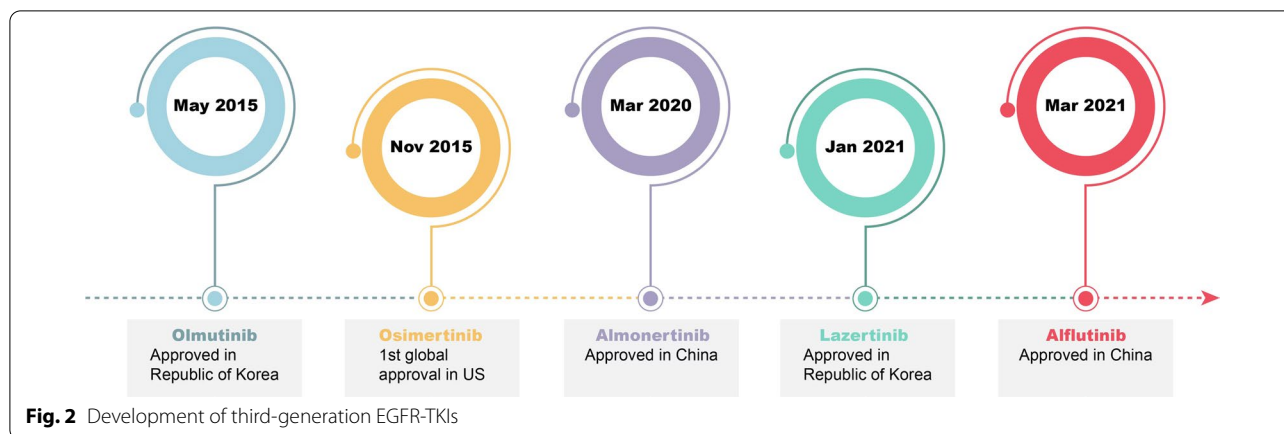 May 2015
Nov 2015
Mar 2020
Jan 2021
Mar 2021
Olmutinib
Approved in
Republic of Korea
Osimertinib
1st global
approval in US
Almonertinib
Approved in China
Lazertinib
Approved in
Republic of Korea
Alflutinib
Approved in China
Fig. 2 Development of third-generation EGFR-TKIs